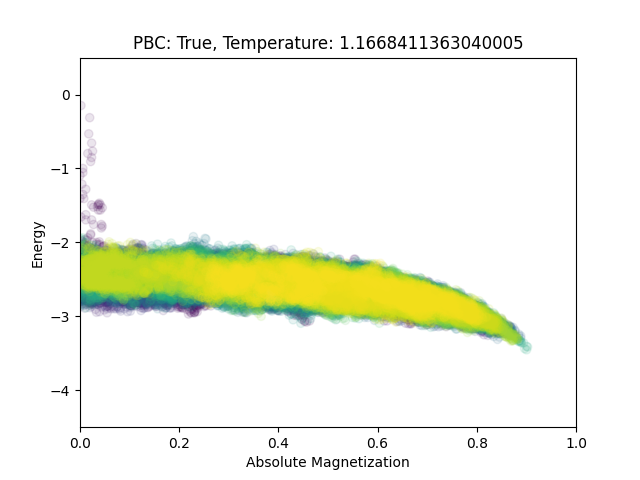 PBC: True, Temperature: 1.1668411363040005
0
−1
−2
−3
−4
Energy
0.0 0.2 0.4 0.6 0.8 1.0
Absolute Magnetization